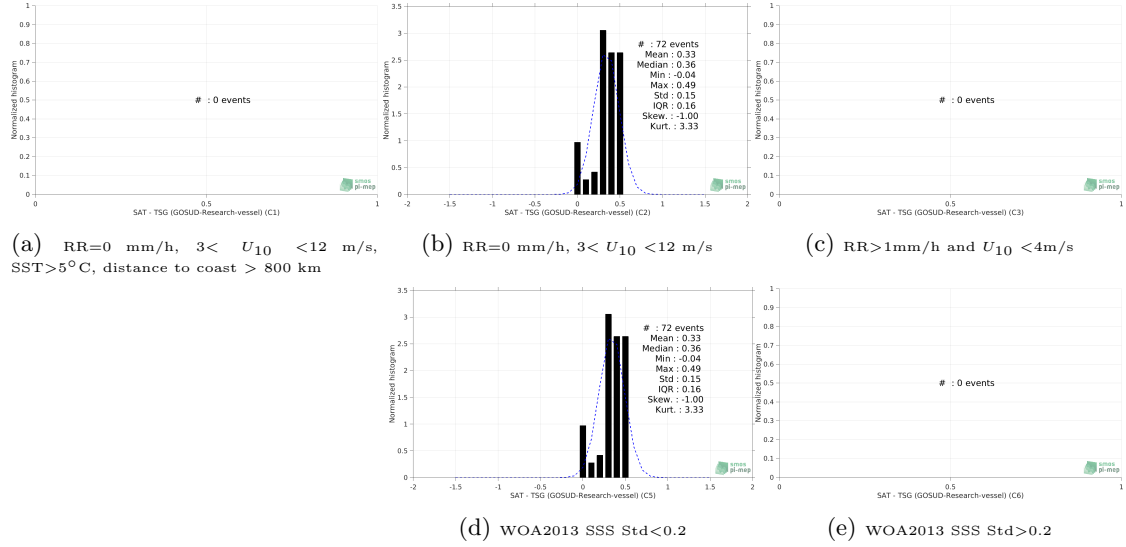 1
0.9
0.8
0.7
0.6
0.5
0.4
0.3
0.2
0.1
0
Normalized histogram
# : 0 events
smos
pi-mep
0 0.5 1
SAT - TSG (GOSUD-Research-vessel) (C1)
(a) RR=0 mm/h, 3< U10 <12 m/s,
SST>5°C, distance to coast > 800 km
3.5
3
2.5
2
1.5
1
0.5
0
Normalized histogram
# : 72 events
Mean : 0.33
Median : 0.36
Min : -0.04
Max : 0.49
Std : 0.15
IQR : 0.16
Skew. : -1.00
Kurt. : 3.33
smos
pi-mep
-2 -1.5 -1 -0.5 0 0.5 1 1.5 2
SAT - TSG (GOSUD-Research-vessel) (C2)
(b) RR=0 mm/h, 3< U10 <12 m/s
1
0.9
0.8
0.7
0.6
0.5
0.4
0.3
0.2
0.1
0
Normalized histogram
# : 0 events
smos
pi-mep
0 0.5 1
SAT - TSG (GOSUD-Research-vessel) (C3)
(c) RR>1mm/h and U10 <4m/s
3.5
3
2.5
2
1.5
1
0.5
0
Normalized histogram
# : 72 events
Mean : 0.33
Median : 0.36
Min : -0.04
Max : 0.49
Std : 0.15
IQR : 0.16
Skew. : -1.00
Kurt. : 3.33
smos
pi-mep
-2 -1.5 -1 -0.5 0 0.5 1 1.5 2
SAT - TSG (GOSUD-Research-vessel) (C5)
(d) WOA2013 SSS Std<0.2
1
0.9
0.8
0.7
0.6
0.5
0.4
0.3
0.2
0.1
0
Normalized histogram
# : 0 events
smos
pi-mep
0 0.5 1
SAT - TSG (GOSUD-Research-vessel) (C6)
(e) WOA2013 SSS Std>0.2